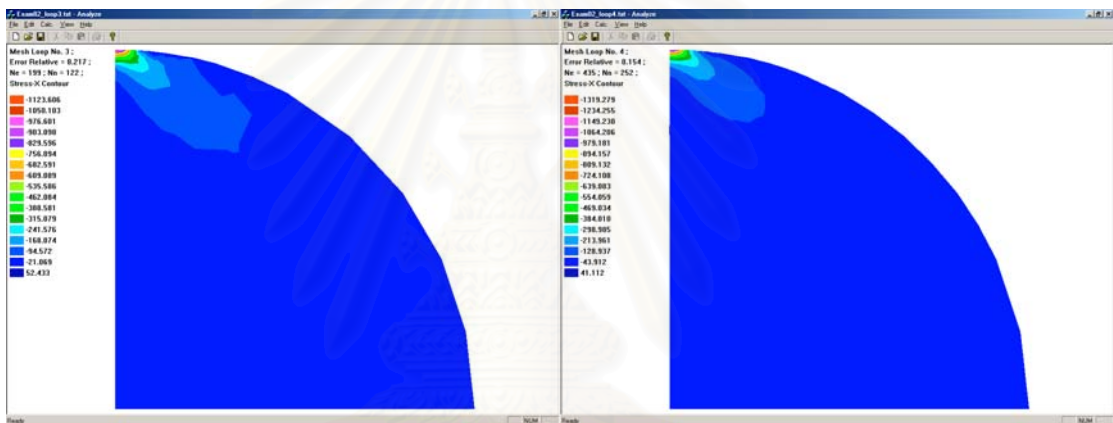 Exam02_loop3.txt - Analyze
File Edit Calc View Help
Mesh Loop No. 3 ;
Error Relative = 0.217 ;
Ne = 199 ; Nn = 122 ;
Stress-X Contour
-1123.606
-1050.103
-976.601
-903.098
-829.596
-756.094
-682.591
-609.089
-535.586
-462.084
-388.581
-315.079
-241.576
-168.074
-94.572
-21.069
52.433
Ready
NUM
Exam02_loop4.txt - Analyze
File Edit Calc View Help
Mesh Loop No. 4 ;
Error Relative = 0.154 ;
Ne = 435 ; Nn = 252 ;
Stress-X Contour
-1319.279
-1234.255
-1149.230
-1064.206
-979.181
-894.157
-809.132
-724.108
-639.083
-554.059
-469.034
-384.010
-298.985
-213.961
-128.937
-43.912
41.112
Ready
NUM